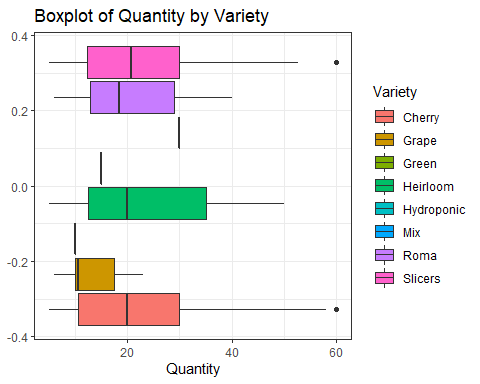 Boxplot of Quantity by Variety
0.4
0.2
0.0
-0.2
-0.4
20
40
60
Quantity
Variety
Cherry
Grape
Green
Heirloom
Hydroponic
Mix
Roma
Slicers